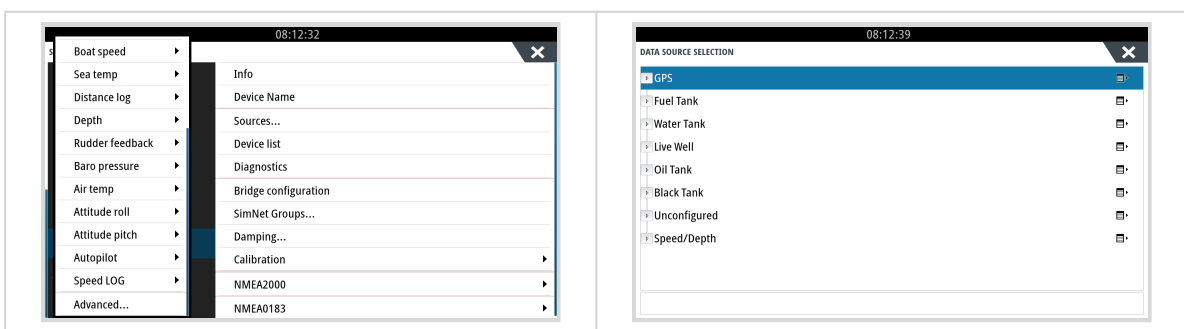 08:12:32
S
Boat speed
Sea temp
Distance log
Depth
Rudder feedback
Baro pressure
Air temp
Attitude roll
Attitude pitch
Autopilot
Speed LOG
Advanced...
Info
Device Name
Sources...
Device list
Diagnostics
Bridge configuration
SimNet Groups...
Damping...
Calibration
NMEA2000
NMEA0183
08:12:39
DATA SOURCE SELECTION
GPS
Fuel Tank
Water Tank
Live Well
Oil Tank
Black Tank
Unconfigured
Speed/Depth